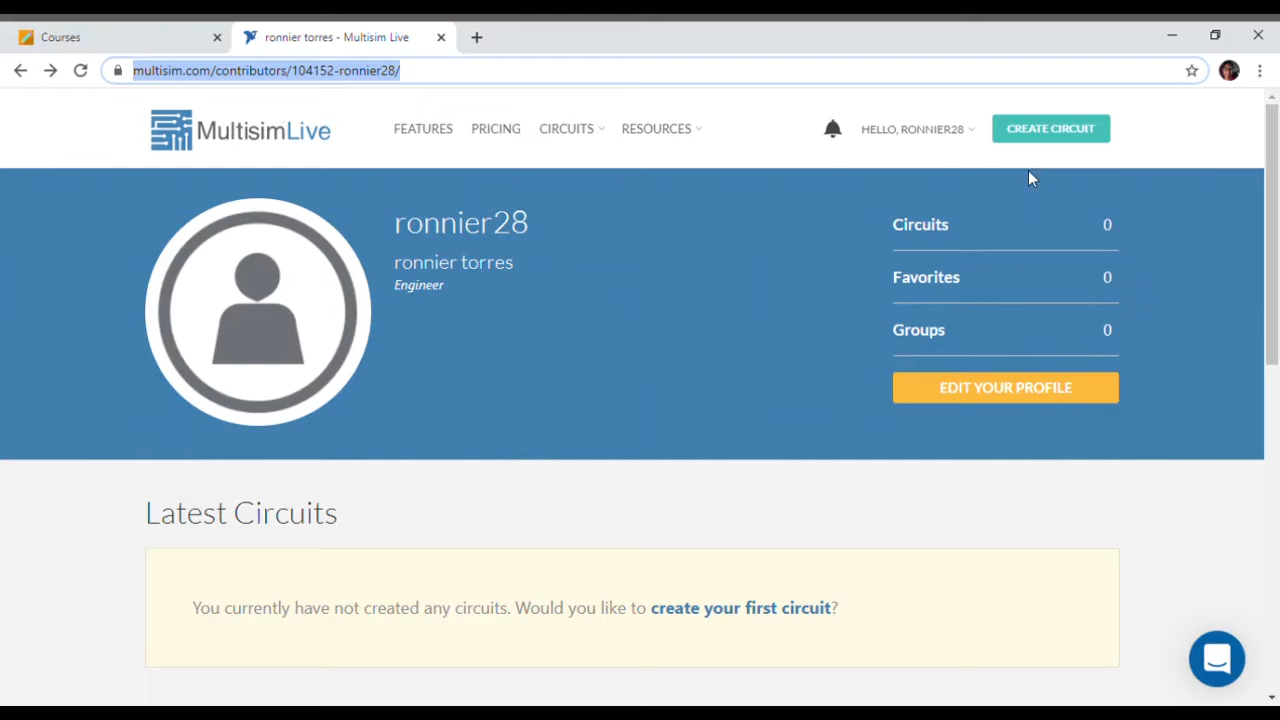 Courses
ronnier torres - Multisim Live
multisim.com/contributors/104152-ronnier28/
MultisimLive
FEATURES
PRICING
CIRCUITS
RESOURCES
HELLO, RONNIER28
CREATE CIRCUIT
ronnier28
ronnier torres
Engineer
Circuits 0
Favorites 0
Groups 0
EDIT YOUR PROFILE
Latest Circuits
You currently have not created any circuits. Would you like to create your first circuit?